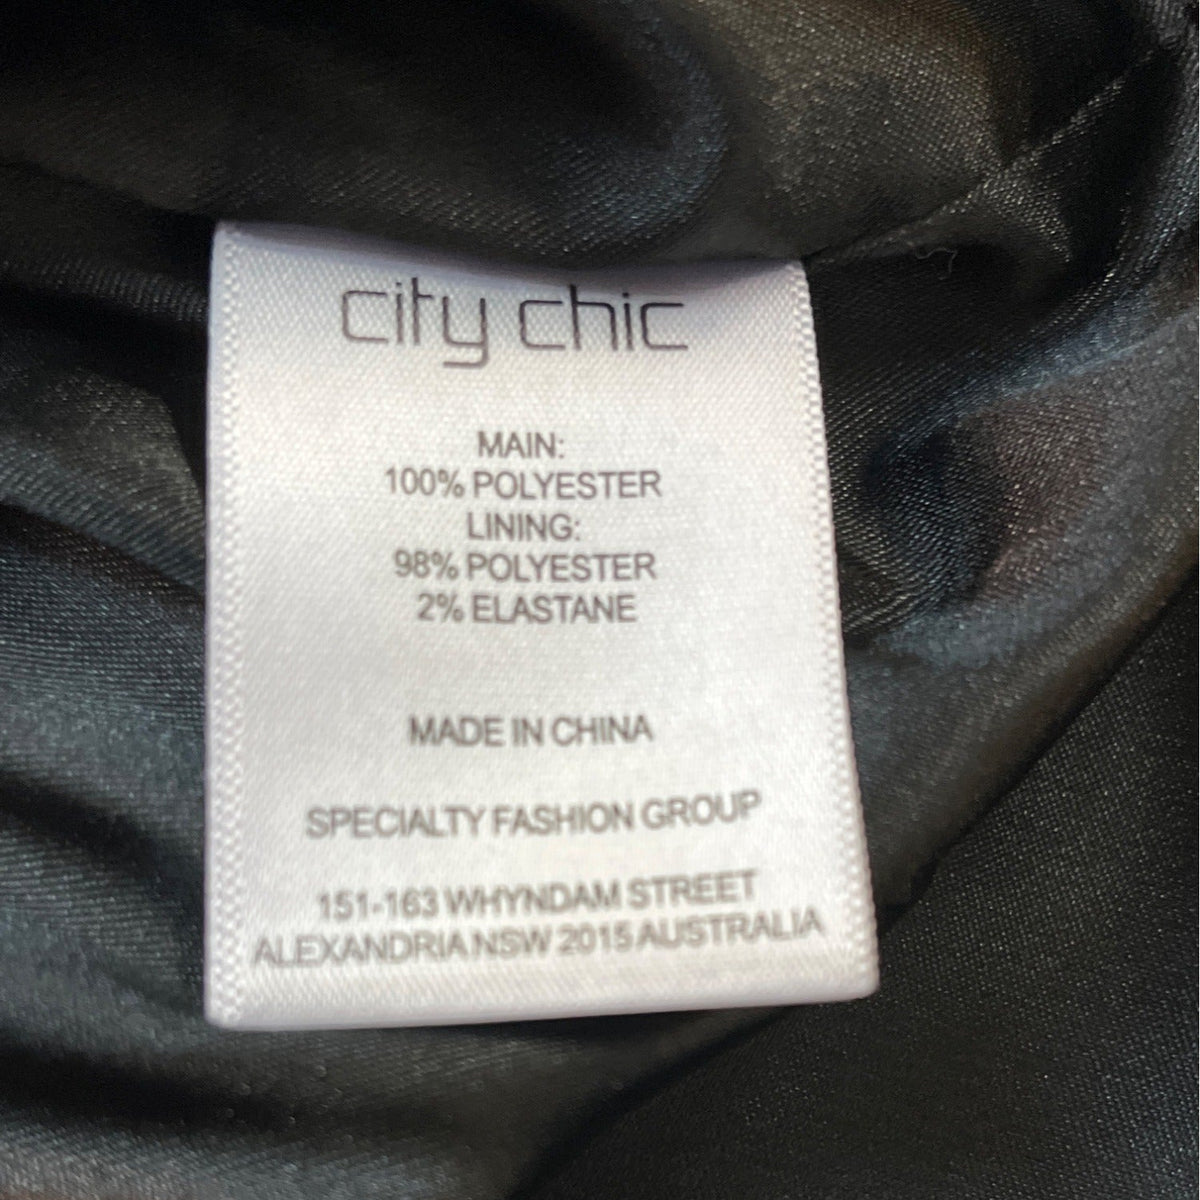 city chic
MAIN:
100% POLYESTER
LINING:
98% POLYESTER
2% ELASTANE
MADE IN CHINA
SPECIALTY FASHION GROUP
151-163 WHYNDAM STREET
ALEXANDRIA NSW 2015 AUSTRALIA